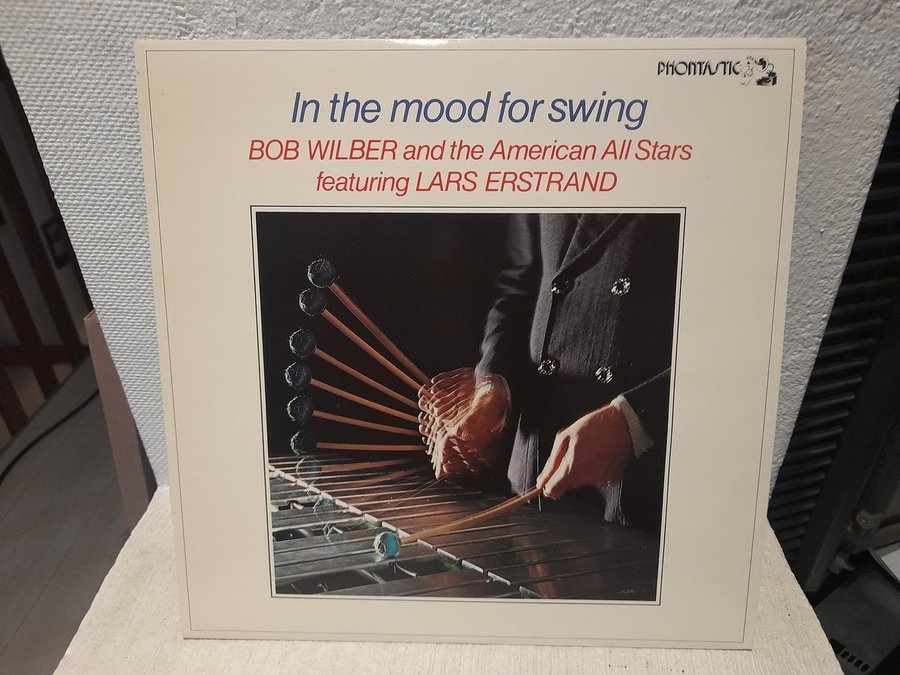 PHONTASTIC
In the mood for swing
BOB WILBER and the American All Stars
featuring LARS ERSTRAND